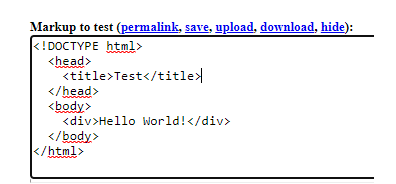 Markup to test (permalink, save, upload, download, hide):
<!DOCTYPE html>
  <head>
    <title>Test</title>
  </head>
  <body>
    <div>Hello World!</div>
  </body>
</html>